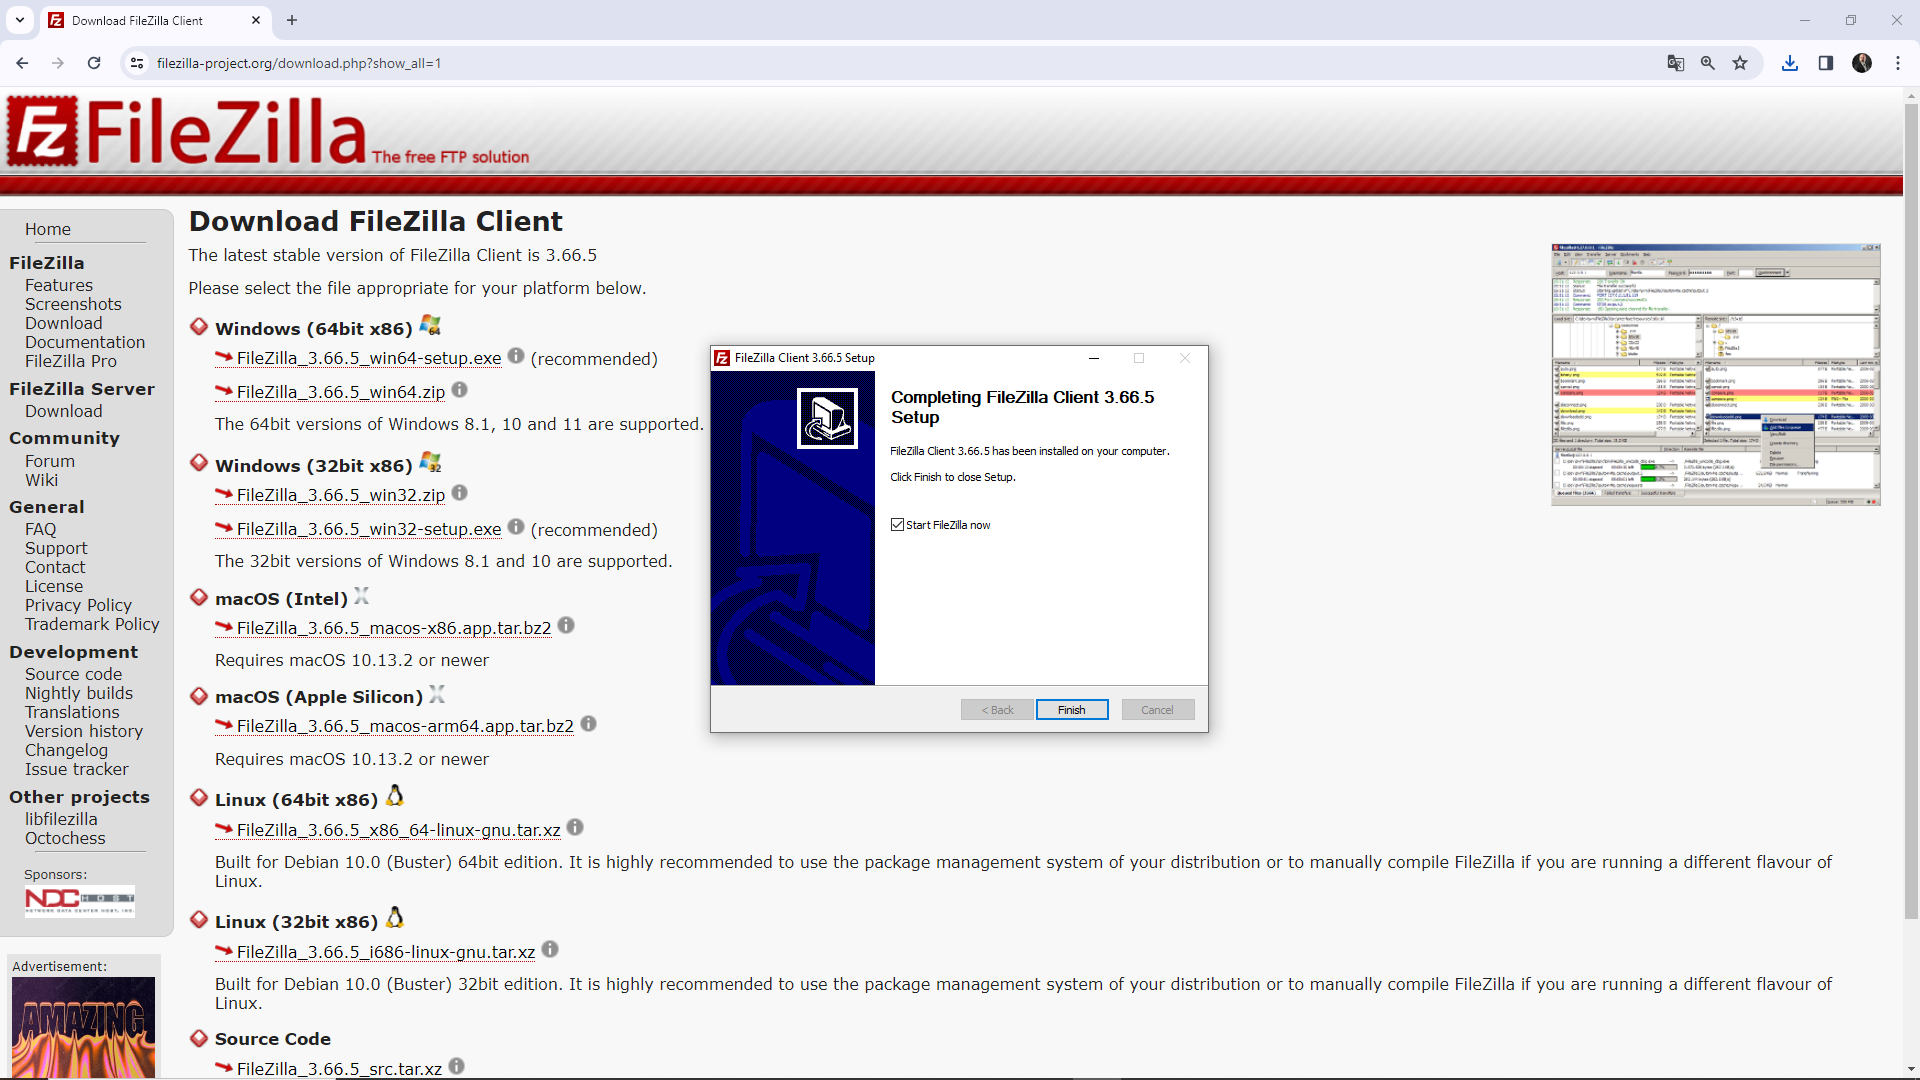 Download FileZilla Client
filezilla-project.org/download.php?show_all=1
Fz FileZilla The free FTP solution
Home
FileZilla
Features
Screenshots
Download
Documentation
FileZilla Pro
FileZilla Server
Download
Community
Forum
Wiki
General
FAQ
Support
Contact
License
Privacy Policy
Trademark Policy
Development
Source code
Nightly builds
Translations
Version history
Changelog
Issue tracker
Other projects
libfilezilla
Octochess
Sponsors:
NDC HOST
NETWORK DATA CENTER HOST, INC.
Advertisement:
AMAZING
Download FileZilla Client
The latest stable version of FileZilla Client is 3.66.5
Please select the file appropriate for your platform below.
Windows (64bit x86) 64
FileZilla_3.66.5_win64-setup.exe (recommended)
FileZilla_3.66.5_win64.zip
The 64bit versions of Windows 8.1, 10 and 11 are supported.
Windows (32bit x86) 32
FileZilla_3.66.5_win32.zip
FileZilla_3.66.5_win32-setup.exe (recommended)
The 32bit versions of Windows 8.1 and 10 are supported.
macOS (Intel)
FileZilla_3.66.5_macos-x86.app.tar.bz2
Requires macOS 10.13.2 or newer
macOS (Apple Silicon)
FileZilla_3.66.5_macos-arm64.app.tar.bz2
Requires macOS 10.13.2 or newer
Linux (64bit x86)
FileZilla_3.66.5_x86_64-linux-gnu.tar.xz
Built for Debian 10.0 (Buster) 64bit edition. It is highly recommended to use the package management system of your distribution or to manually compile FileZilla if you are running a different flavour of
Linux.
Linux (32bit x86)
FileZilla_3.66.5_i686-linux-gnu.tar.xz
Built for Debian 10.0 (Buster) 32bit edition. It is highly recommended to use the package management system of your distribution or to manually compile FileZilla if you are running a different flavour of
Linux.
Source Code
FileZilla_3.66.5_src.tar.xz
FileZilla Client 3.66.5 Setup
Completing FileZilla Client 3.66.5
Setup
FileZilla Client 3.66.5 has been installed on your computer.
Click Finish to close Setup.
Start FileZilla now
< Back
Finish
Cancel